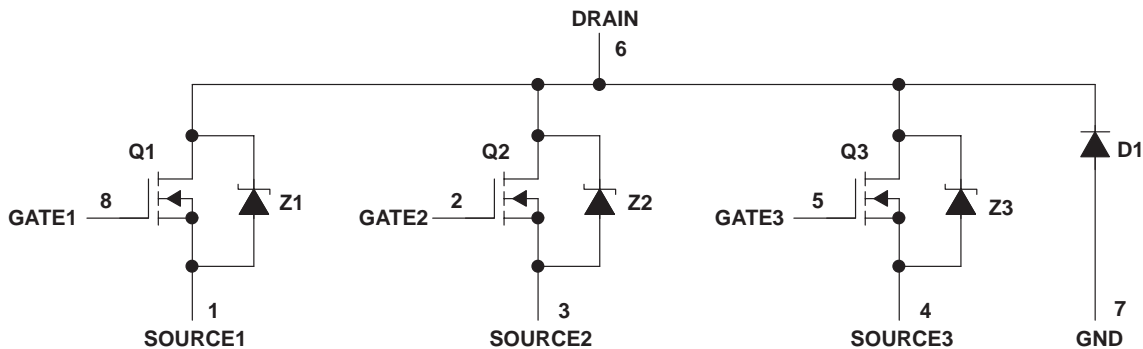 DRAIN
6
Q1
Q2
Q3
D1
8
2
5
GATE1
Z1
GATE2
Z2
GATE3
Z3
1
3
4
7
SOURCE1
SOURCE2
SOURCE3
GND